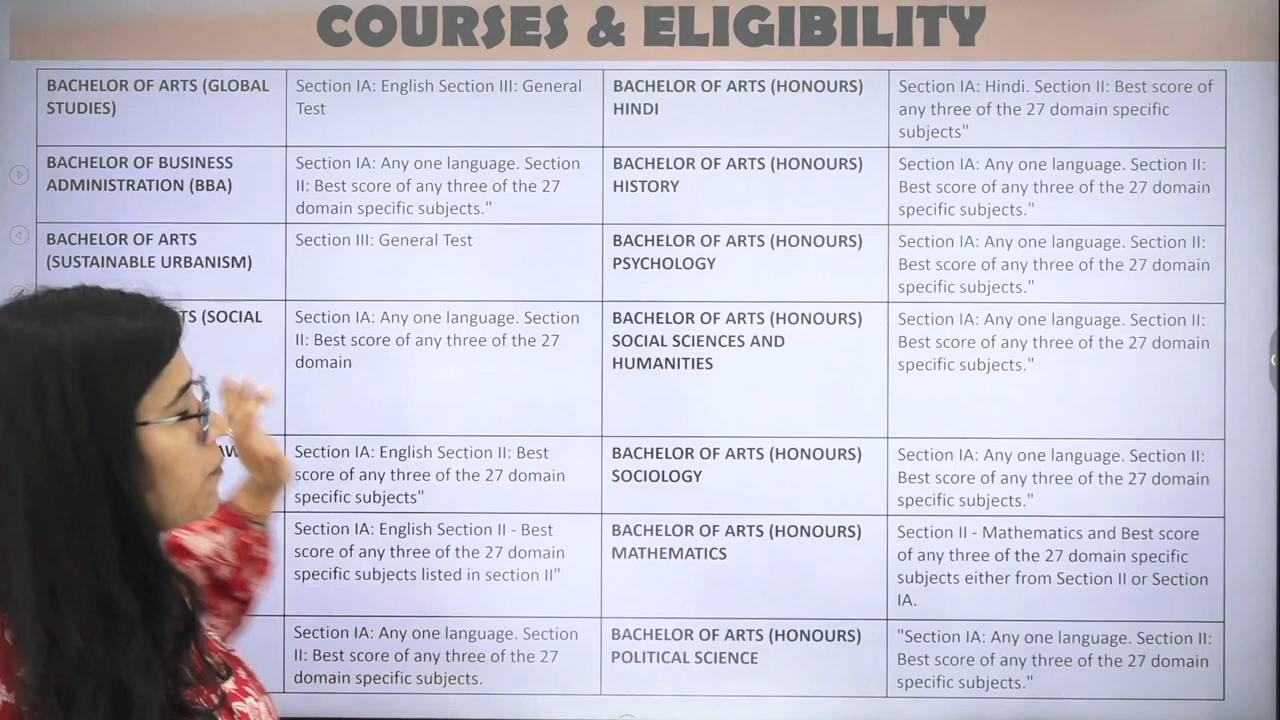 COURSES & ELIGIBILITY
BACHELOR OF ARTS (GLOBAL
STUDIES)
Section IA: English Section III: General
Test
BACHELOR OF ARTS (HONOURS)
HINDI
Section IA: Hindi. Section II: Best score of
any three of the 27 domain specific
subjects"
BACHELOR OF BUSINESS
ADMINISTRATION (BBA)
Section IA: Any one language. Section
II: Best score of any three of the 27
domain specific subjects."
BACHELOR OF ARTS (HONOURS)
HISTORY
Section IA: Any one language. Section II:
Best score of any three of the 27 domain
specific subjects."
BACHELOR OF ARTS
(SUSTAINABLE URBANISM)
Section III: General Test
BACHELOR OF ARTS (HONOURS)
PSYCHOLOGY
Section IA: Any one language. Section II:
Best score of any three of the 27 domain
specific subjects."
(SOCIAL
Section IA: Any one language. Section
II: Best score of any three of the 27
domain
BACHELOR OF ARTS (HONOURS)
SOCIAL SCIENCES AND
HUMANITIES
Section IA: Any one language. Section II:
Best score of any three of the 27 domain
specific subjects."
Section IA: English Section II: Best
score of any three of the 27 domain
specific subjects"
BACHELOR OF ARTS (HONOURS)
SOCIOLOGY
Section IA: Any one language. Section II:
Best score of any three of the 27 domain
specific subjects."
Section IA: English Section II - Best
score of any three of the 27 domain
specific subjects listed in section II"
BACHELOR OF ARTS (HONOURS)
MATHEMATICS
Section II - Mathematics and Best score
of any three of the 27 domain specific
subjects either from Section II or Section
IA.
Section IA: Any one language. Section
II: Best score of any three of the 27
domain specific subjects.
BACHELOR OF ARTS (HONOURS)
POLITICAL SCIENCE
"Section IA: Any one language. Section II:
Best score of any three of the 27 domain
specific subjects."